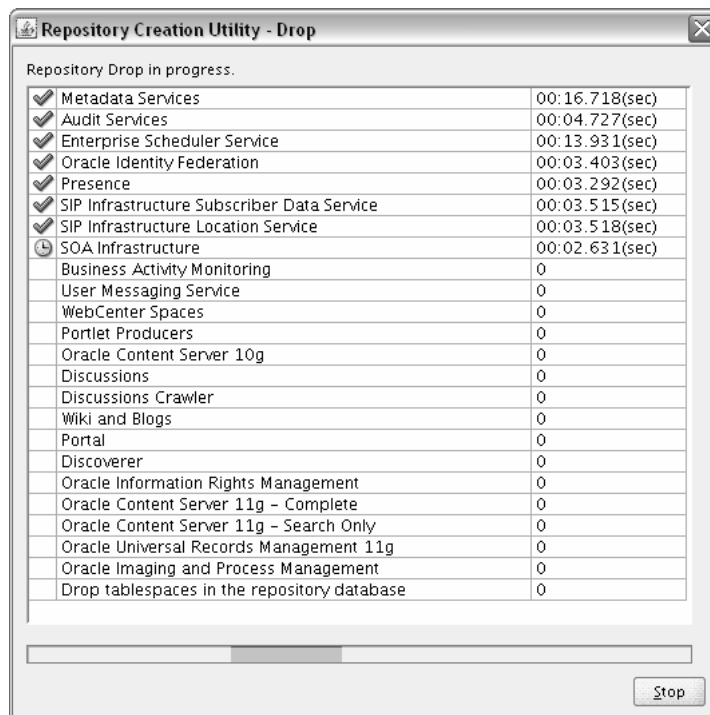 Repository Creation Utility - Drop
Repository Drop in progress.
Metadata Services 00:16.718(sec)
Audit Services 00:04.727(sec)
Enterprise Scheduler Service 00:13.931(sec)
Oracle Identity Federation 00:03.403(sec)
Presence 00:03.292(sec)
SIP Infrastructure Subscriber Data Service 00:03.515(sec)
SIP Infrastructure Location Service 00:03.518(sec)
SOA Infrastructure 00:02.631(sec)
Business Activity Monitoring 0
User Messaging Service 0
WebCenter Spaces 0
Portlet Producers 0
Oracle Content Server 10g 0
Discussions 0
Discussions Crawler 0
Wiki and Blogs 0
Portal 0
Discoverer 0
Oracle Information Rights Management 0
Oracle Content Server 11g - Complete 0
Oracle Content Server 11g - Search Only 0
Oracle Universal Records Management 11g 0
Oracle Imaging and Process Management 0
Drop tablespaces in the repository database 0
Stop